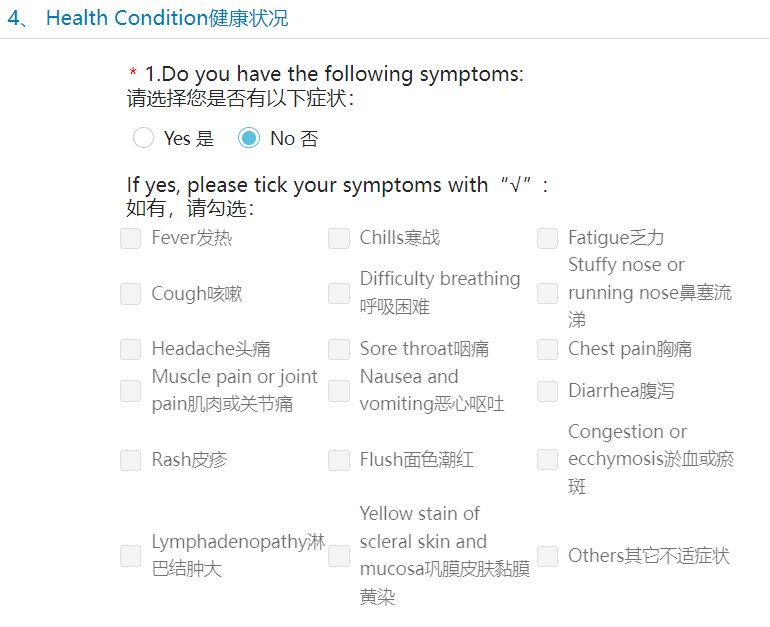 4、 Health Condition健康状况
* 1.Do you have the following symptoms:
请选择您是否有以下症状:
Yes 是 No 否
If yes, please tick your symptoms with “√”:
如有，请勾选:
Fever发热
Chills寒战
Fatigue乏力
Cough咳嗽
Difficulty breathing
呼吸困难
Stuffy nose or
running nose鼻塞流
涕
Headache头痛
Sore throat咽痛
Chest pain胸痛
Muscle pain or joint
pain肌肉或关节痛
Nausea and
vomiting恶心呕吐
Diarrhea腹泻
Rash皮疹
Flush面色潮红
Congestion or
ecchymosis淤血或瘀
斑
Lymphadenopathy淋
巴结肿大
Yellow stain of
scleral skin and
mucosa巩膜皮肤黏膜
黄染
Others其它不适症状